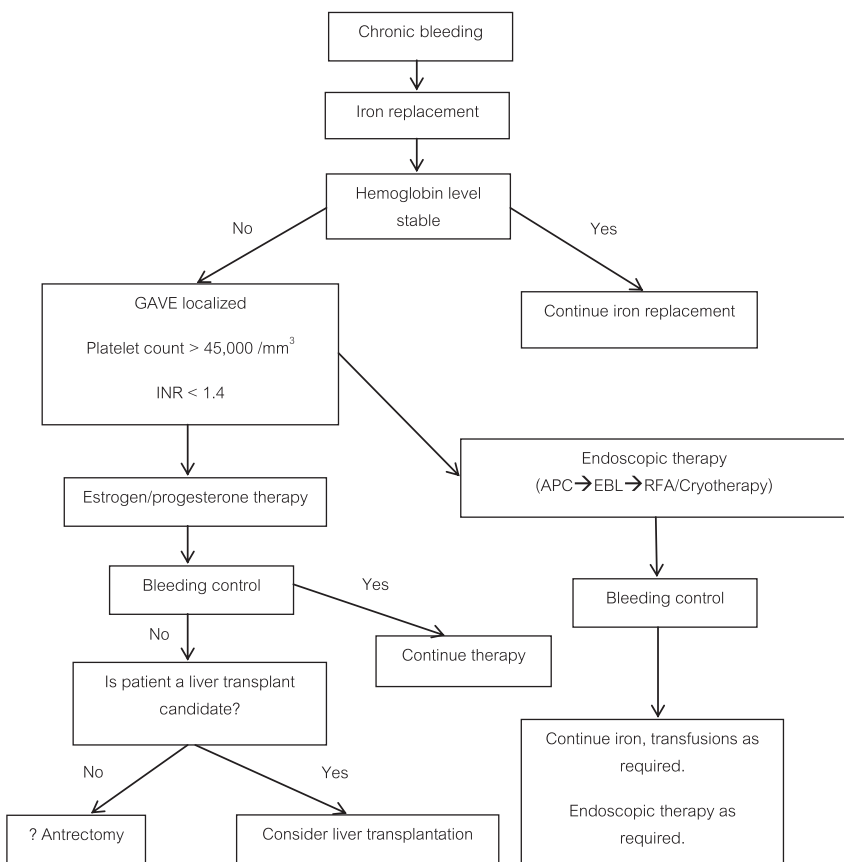 Chronic bleeding
Iron replacement
Hemoglobin level
stable
No
Yes
GAVE localized
Platelet count > 45,000 /mm³
INR < 1.4
Continue iron replacement
Endoscopic therapy
(APC→EBL→RFA/Cryotherapy)
Estrogen/progesterone therapy
Bleeding control
Yes
No
Continue therapy
Bleeding control
Is patient a liver transplant
candidate?
No
Yes
? Antrectomy
Consider liver transplantation
Continue iron, transfusions as
required.
Endoscopic therapy as
required.